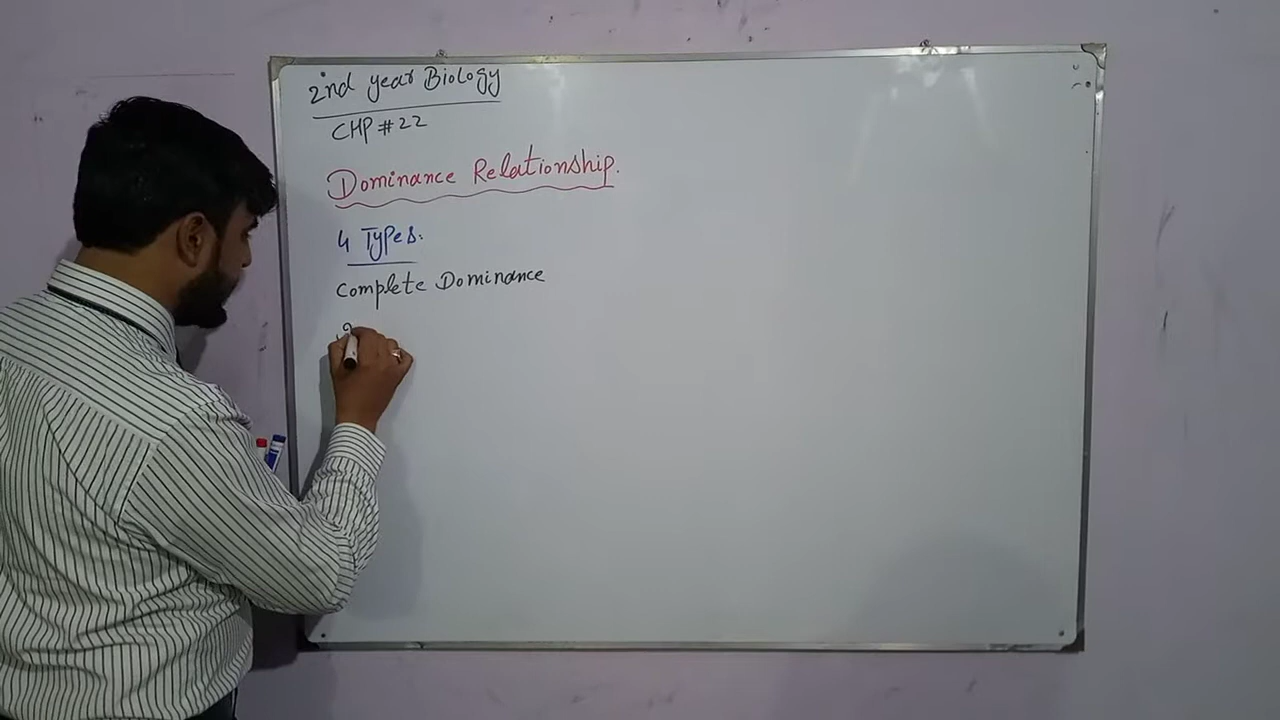 2nd year Biology
CHP #22
Dominance Relationship.
4 Types.
Complete Dominance